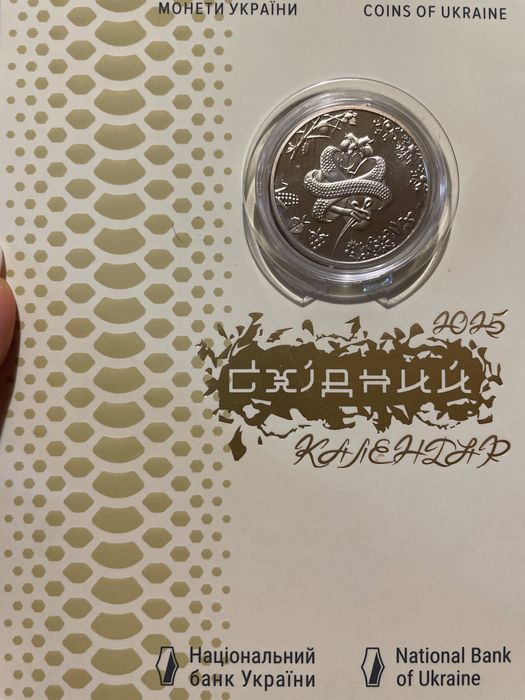 МОНЕТИ УКРАЇНИ
COINS OF UKRAINE
2025
СХІДНИЙ
КАЛЕНДАР
Національний
банк України
National Bank
of Ukraine